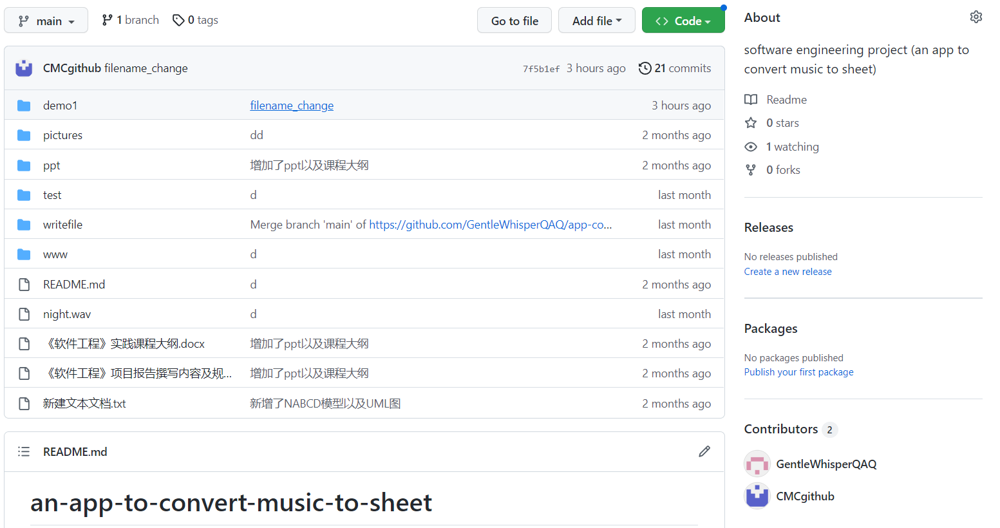 main
1 branch
0 tags
Go to file
Add file
Code
CMCgithub filename_change
7f5b1ef 3 hours ago
21 commits
demo1 filename_change 3 hours ago
pictures dd 2 months ago
ppt 增加了ppt以及课程大纲 2 months ago
test d last month
writefile Merge branch 'main' of https://github.com/GentleWhisperQAQ/app-co... last month
www d last month
README.md d 2 months ago
night.wav d last month
《软件工程》实践课程大纲.docx 增加了ppt以及课程大纲 2 months ago
《软件工程》项目报告撰写内容及规... 增加了ppt以及课程大纲 2 months ago
新建文本文档.txt 新增了NABCD模型以及UML图 2 months ago
README.md
an-app-to-convert-music-to-sheet
About
software engineering project (an app to
convert music to sheet)
Readme
0 stars
1 watching
0 forks
Releases
No releases published
Create a new release
Packages
No packages published
Publish your first package
Contributors 2
GentleWhisperQAQ
CMCgithub